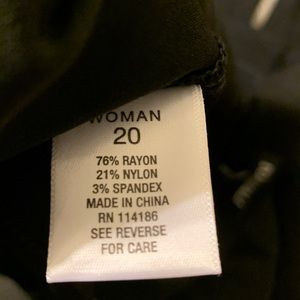 WOMAN
20
76% RAYON
21% NYLON
3% SPANDEX
MADE IN CHINA
RN 114186
SEE REVERSE
FOR CARE